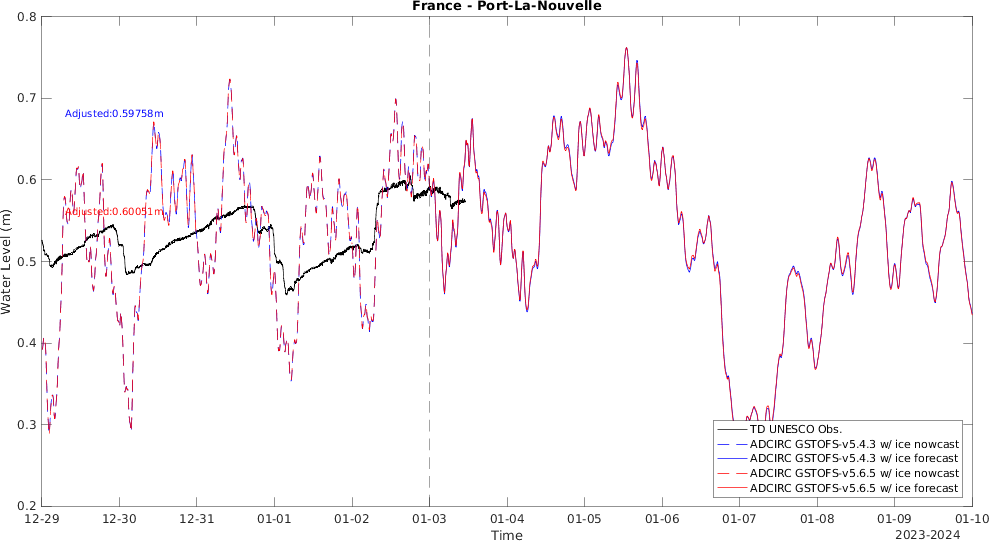 France - Port-La-Nouvelle
0.8
0.7
0.6
0.5
0.4
0.3
0.2
Water Level (m)
Adjusted:0.59758m
Adjusted:0.60051m
TD UNESCO Obs.
ADCIRC GSTOFS-v5.4.3 w/ ice nowcast
ADCIRC GSTOFS-v5.4.3 w/ ice forecast
ADCIRC GSTOFS-v5.6.5 w/ ice nowcast
ADCIRC GSTOFS-v5.6.5 w/ ice forecast
12-29 12-30 12-31 01-01 01-02 01-03 01-04 01-05 01-06 01-07 01-08 01-09 01-10
Time
2023-2024